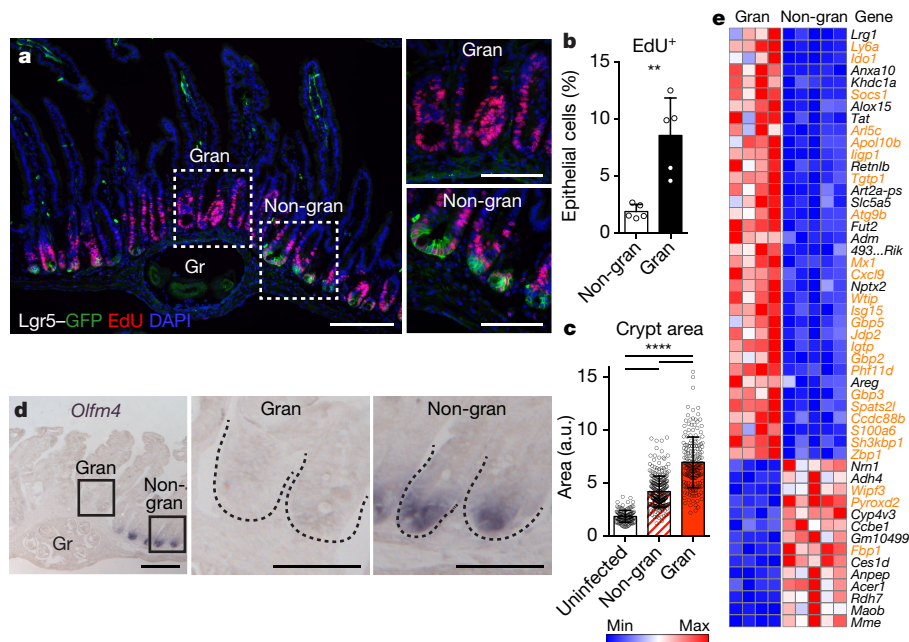 a
Gran
Non-gran
Gr
Lgr5–GFP EdU DAPI
Gran
Non-gran
b
EdU+
**
Epithelial cells (%)
15
10
5
0
Non-gran
Gran
c
Crypt area
****
Area (a.u.)
15
10
5
0
Uninfected
Non-gran
Gran
Min
Max
d
Olfm4
Gran
Non-
gran
Gr
Gran
Non-gran
e
Gran Non-gran Gene
Lrg1
Ly6a
Ido1
Anxa10
Khdc1a
Socs1
Alox15
Tat
Arl5c
Apol10b
Iigp1
Retnlb
Tgtp1
Art2a-ps
Slc5a5
Atg9b
Fut2
Adm
493...Rik
Mx1
Cxcl9
Nptx2
Wtip
Isg15
Gbp5
Jdp2
Igtp
Gbp2
Phf11d
Areg
Gbp3
Spats2l
Ccdc88b
S100a6
Sh3kbp1
Zbp1
Nrn1
Adh4
Wipf3
Pyroxd2
Cyp4v3
Ccbe1
Gm10499
Fbp1
Ces1d
Anpep
Acer1
Rdh7
Maob
Mme